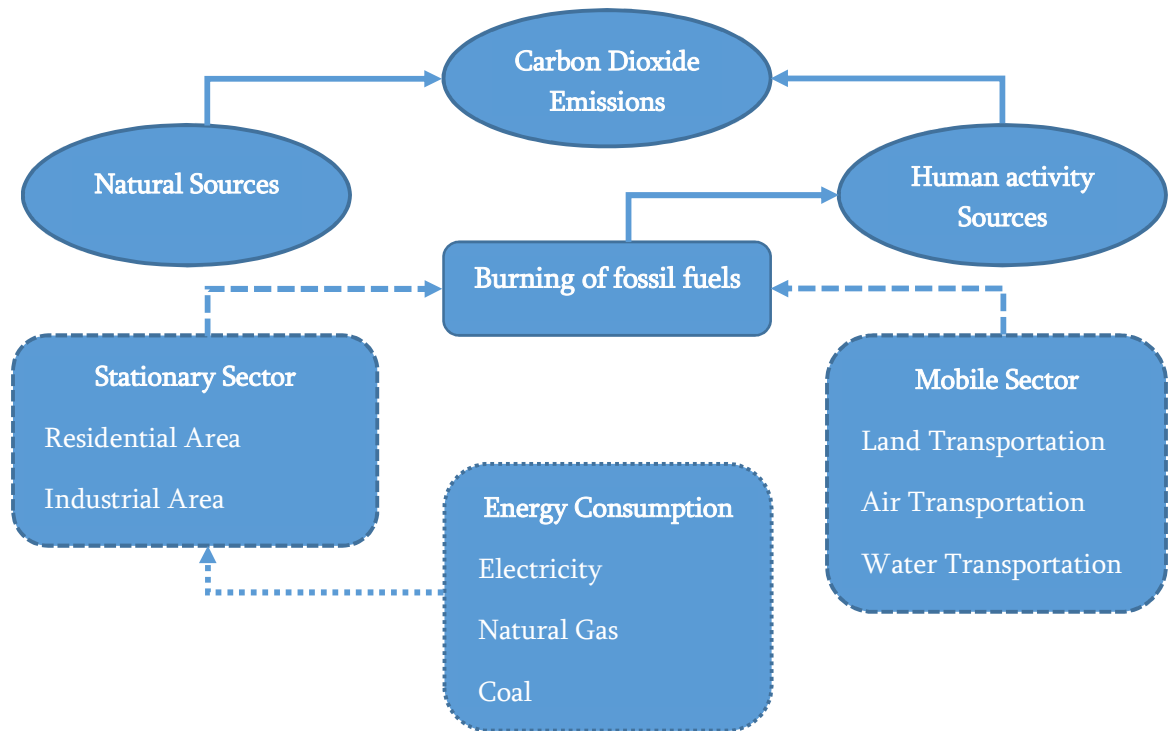 Carbon Dioxide
Emissions
Natural Sources
Human activity
Sources
Burning of fossil fuels
Stationary Sector
Residential Area
Industrial Area
Mobile Sector
Land Transportation
Air Transportation
Water Transportation
Energy Consumption
Electricity
Natural Gas
Coal